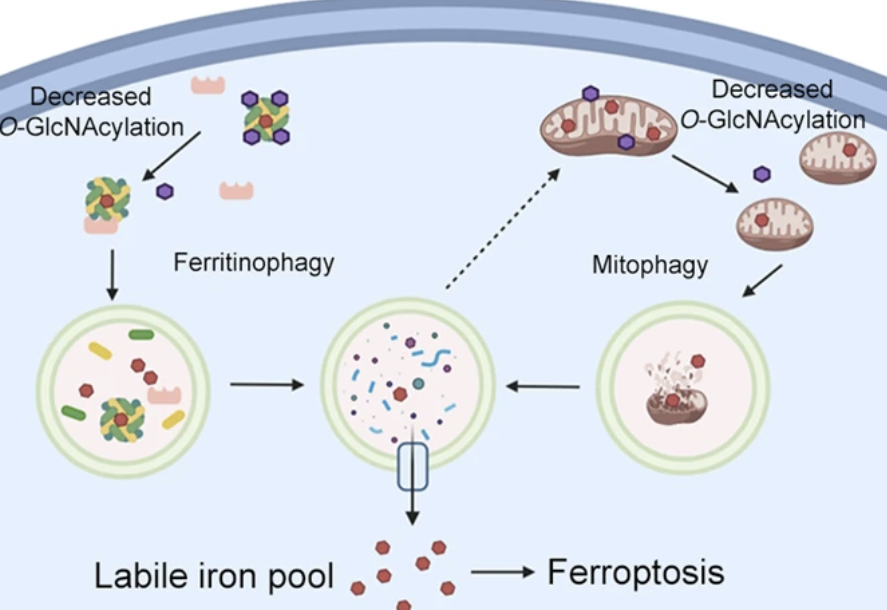 Decreased
O-GlcNAcylation
Decreased
O-GlcNAcylation
Ferritinophagy
Mitophagy
Labile iron pool
Ferroptosis